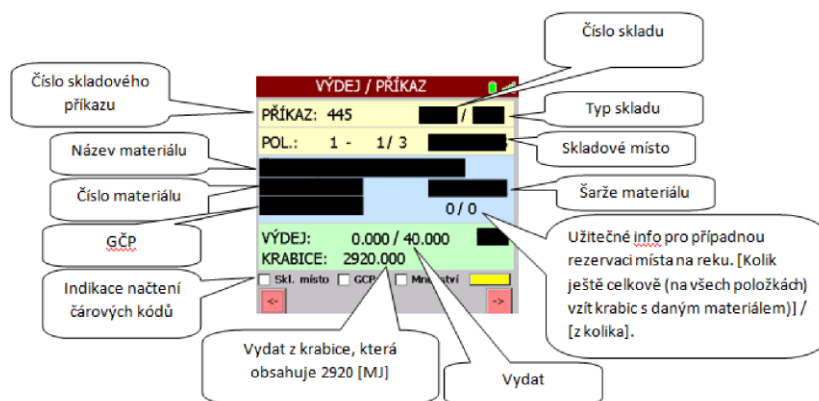 Číslo skladu
Číslo skladového
příkazu
VÝDEJ / PŘÍKAZ
PŘÍKAZ: 445 /
Typ skladu
POL.: 1 - 1/ 3
Skladové místo
Název materiálu
Číslo materiálu
Šarže materiálu
GČP
0 / 0
VÝDEJ: 0.000 / 40.000
KRABICE: 2920.000
Skl. místo GCP Množství
<- ->
Indikace načtení
čárových kódů
Užitečné info pro případnou
rezervaci místa na reku. [Kolik
ještě celkově (na všech položkách)
vzít krabic s daným materiálem)] /
[z kolika].
Vydat z krabice, která
obsahuje 2920 [MJ]
Vydat